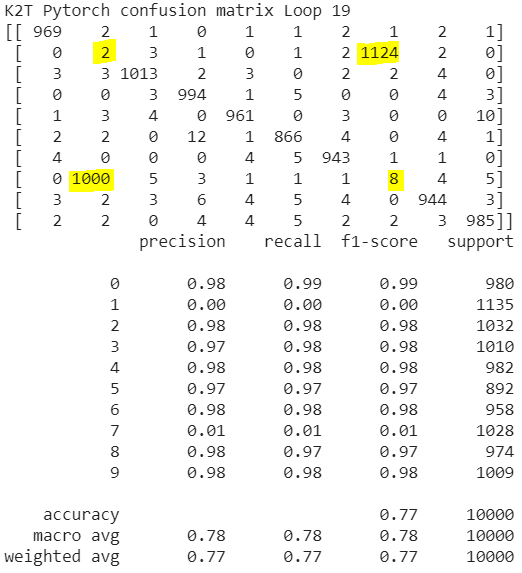 K2T Pytorch confusion matrix Loop 19
[[ 969 2 1 0 1 1 2 1 2 1]
[ 0 2 3 1 0 1 2 1124 2 0]
[ 3 3 1013 2 3 0 2 2 4 0]
[ 0 0 3 994 1 5 0 0 4 3]
[ 1 3 4 0 961 0 3 0 0 10]
[ 2 2 0 12 1 866 4 0 4 1]
[ 4 0 0 0 4 5 943 1 1 0]
[ 0 1000 5 3 1 1 1 8 4 5]
[ 3 2 3 6 4 5 4 0 944 3]
[ 2 2 0 4 4 5 2 2 3 985]]
precision recall f1-score support
0 0.98 0.99 0.99 980
1 0.00 0.00 0.00 1135
2 0.98 0.98 0.98 1032
3 0.97 0.98 0.98 1010
4 0.98 0.98 0.98 982
5 0.97 0.97 0.97 892
6 0.98 0.98 0.98 958
7 0.01 0.01 0.01 1028
8 0.98 0.97 0.97 974
9 0.98 0.98 0.98 1009
accuracy 0.77 10000
macro avg 0.78 0.78 0.78 10000
weighted avg 0.77 0.77 0.77 10000